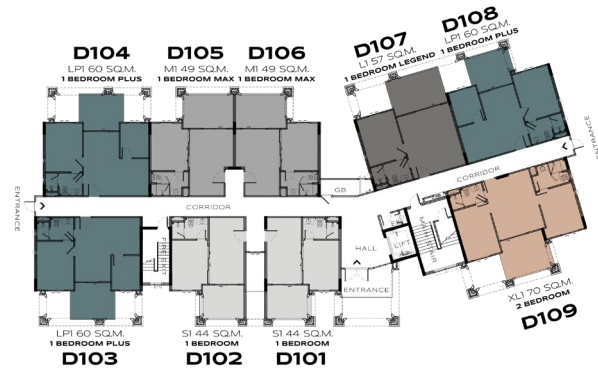 D104
LP1 60 SQ.M.
1 BEDROOM PLUS
D105
M1 49 SQ.M.
1 BEDROOM MAX
D106
M1 49 SQ.M.
1 BEDROOM MAX
D107
L1 57 SQ.M.
1 BEDROOM LEGEND
D108
LP1 60 SQ.M.
1 BEDROOM PLUS
ENTRANCE
CORRIDOR
GB
CORRIDOR
ENTRANCE
FIRE EXIT
HALL
LIFT
ENTRANCE
LP1 60 SQ.M.
1 BEDROOM PLUS
D103
S1 44 SQ.M.
1 BEDROOM
D102
S1 44 SQ.M.
1 BEDROOM
D101
XL1 70 SQ.M.
2 BEDROOM
D109